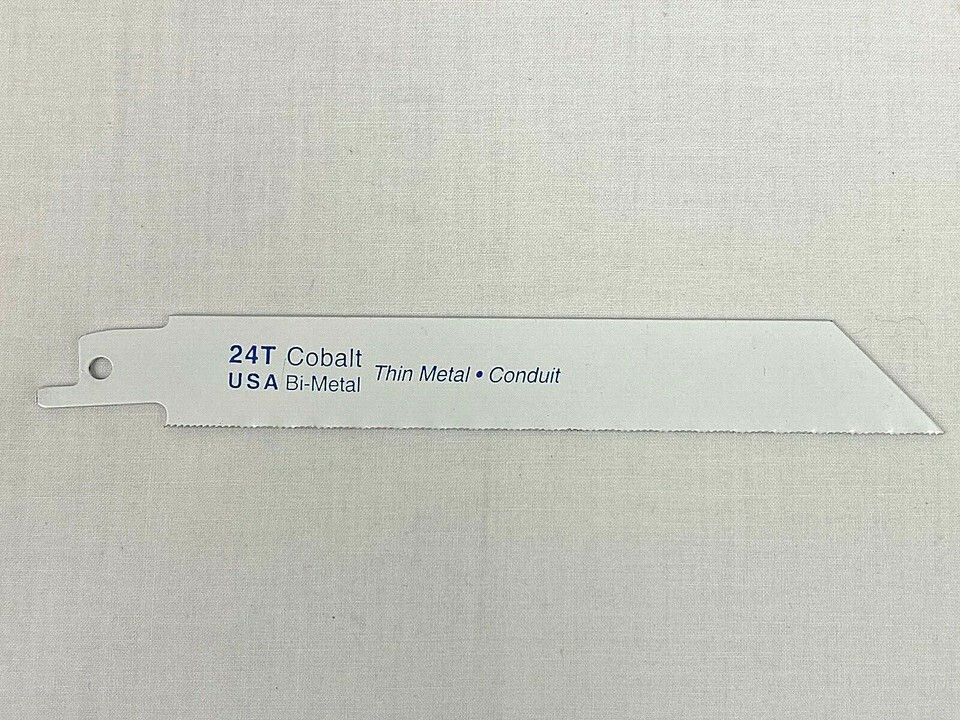 24T Cobalt
USA Bi-Metal
Thin Metal • Conduit